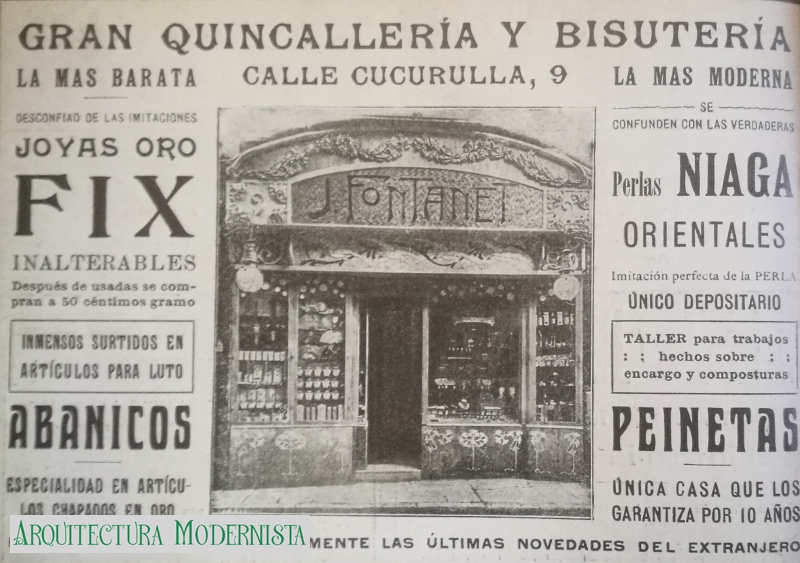 GRAN QUINCALLERÍA Y BISUTERÍA
LA MAS BARATA
CALLE CUCURULLA, 9
LA MAS MODERNA
DESCONFIAD DE LAS IMITACIONES
JOYAS ORO
FIX
INALTERABLES
Después de usadas se com-
pran a 50 céntimos gramo
INMENSOS SURTIDOS EN
ARTÍCULOS PARA LUTO
ABANICOS
ESPECIALIDAD EN ARTÍCU-
LOS CHAPADOS EN ORO
J. FONTANET
SE
CONFUNDEN CON LAS VERDADERAS
Perlas NIAGA
ORIENTALES
Imitación perfecta de la PERLA
ÚNICO DEPOSITARIO
TALLER para trabajos
: : hechos sobre : :
encargo y composturas
PEINETAS
ÚNICA CASA QUE LOS
GARANTIZA POR 10 AÑOS
MENTE LAS ÚLTIMAS NOVEDADES DEL EXTRANJERO
ARQUITECTURA MODERNISTA